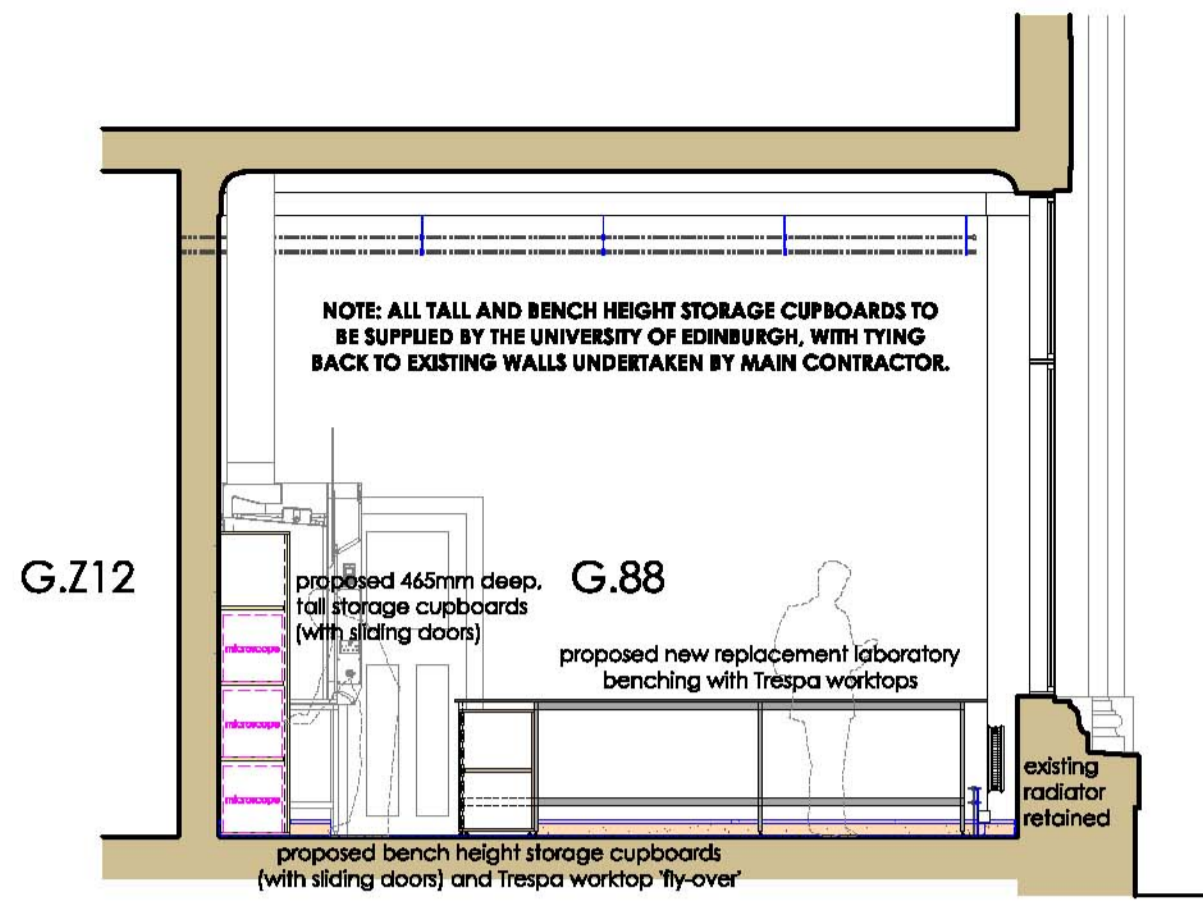 NOTE: ALL TALL AND BENCH HEIGHT STORAGE CUPBOARDS TO
BE SUPPLIED BY THE UNIVERSITY OF EDINBURGH, WITH TYING
BACK TO EXISTING WALLS UNDERTAKEN BY MAIN CONTRACTOR.
G.Z12
proposed 465mm deep,
tall storage cupboards
(with sliding doors)
G.88
microscope
microscope
microscope
proposed new replacement laboratory
benching with Trespa worktops
existing
radiator
retained
proposed bench height storage cupboards
(with sliding doors) and Trespa worktop 'fly-over'